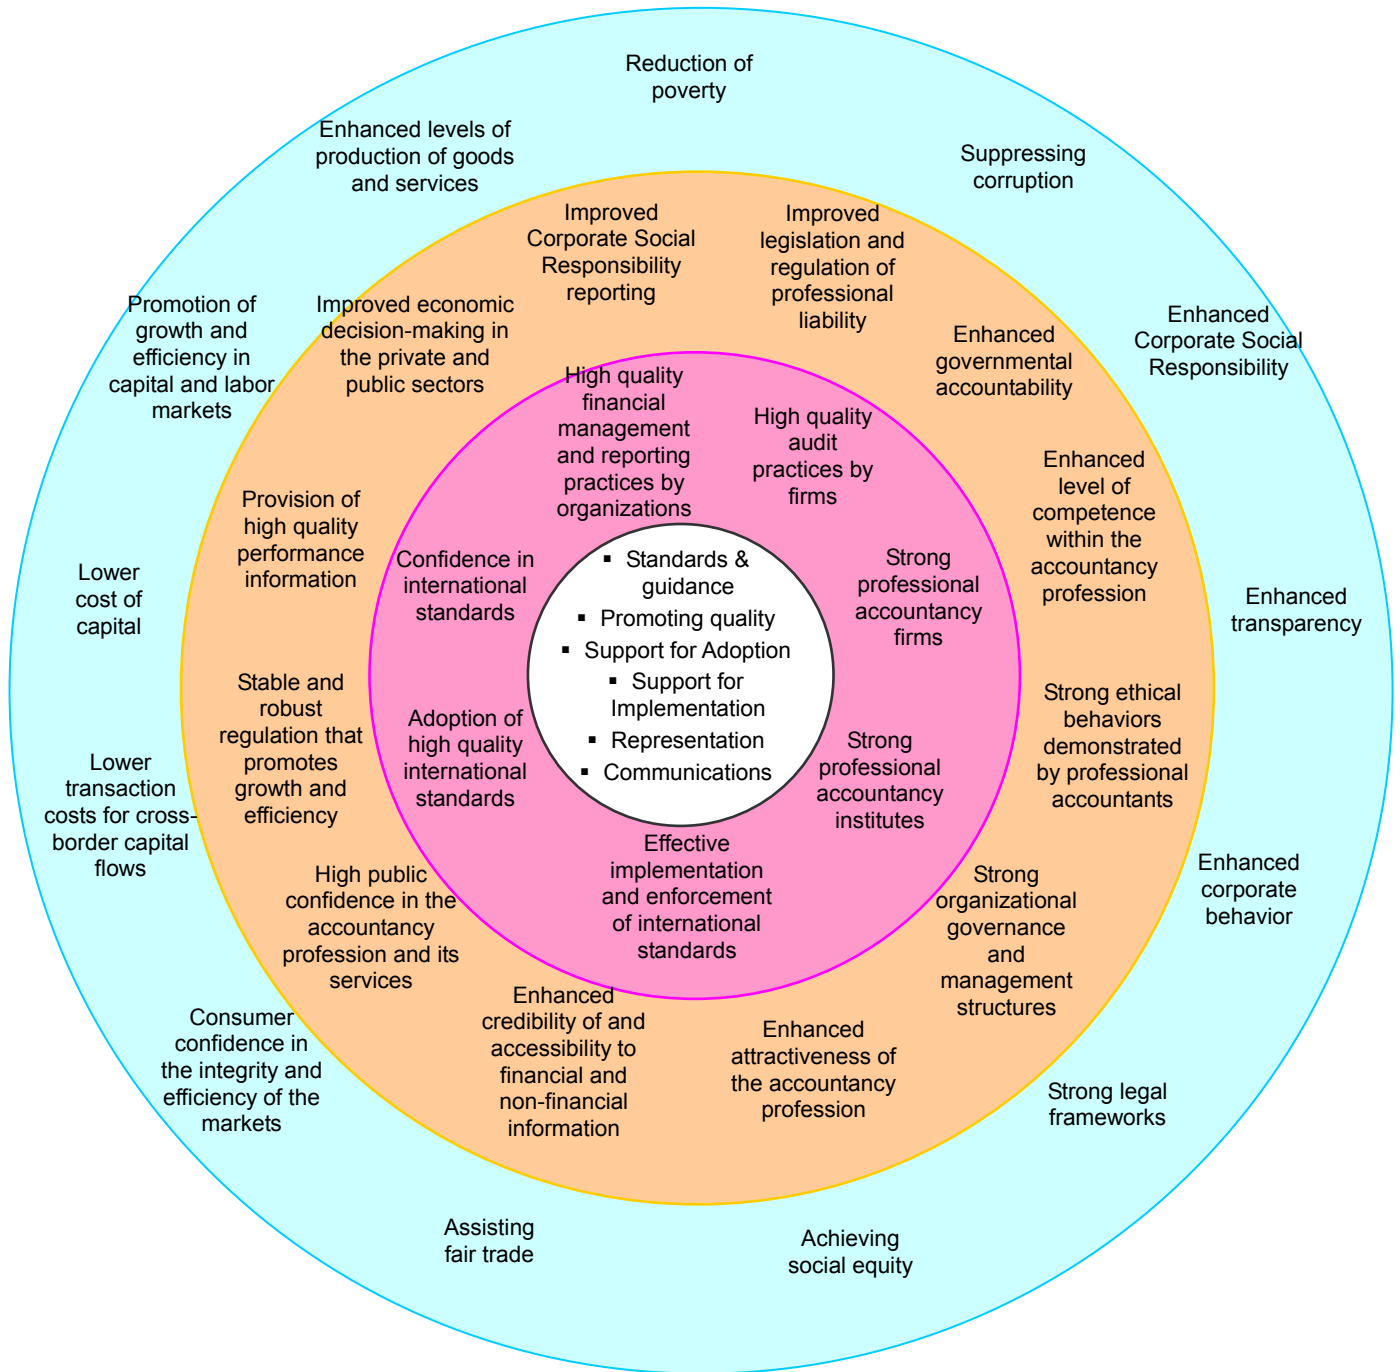 Reduction of
poverty
Enhanced levels of
production of goods
and services
Suppressing
corruption
Promotion of
growth and
efficiency in
capital and labor
markets
Enhanced
Corporate Social
Responsibility
Lower
cost of
capital
Enhanced
transparency
Lower
transaction
costs for cross-
border capital
flows
Enhanced
corporate
behavior
Consumer
confidence in
the integrity and
efficiency of the
markets
Strong legal
frameworks
Assisting
fair trade
Achieving
social equity
Improved
Corporate Social
Responsibility
reporting
Improved
legislation and
regulation of
professional
liability
Improved economic
decision-making in
the private and
public sectors
Enhanced
governmental
accountability
Provision of
high quality
performance
information
Enhanced
level of
competence
within the
accountancy
profession
Stable and
robust
regulation that
promotes
growth and
efficiency
Strong ethical
behaviors
demonstrated
by professional
accountants
High public
confidence in the
accountancy
profession and its
services
Strong
organizational
governance
and
management
structures
Enhanced
credibility of and
accessibility to
financial and
non-financial
information
Enhanced
attractiveness of
the accountancy
profession
High quality
financial
management
and reporting
practices by
organizations
High quality
audit
practices by
firms
Confidence in
international
standards
Strong
professional
accountancy
firms
Adoption of
high quality
international
standards
Strong
professional
accountancy
institutes
Effective
implementation
and enforcement
of international
standards
▪ Standards &
guidance
▪ Promoting quality
▪ Support for Adoption
▪ Support for
Implementation
▪ Representation
▪ Communications